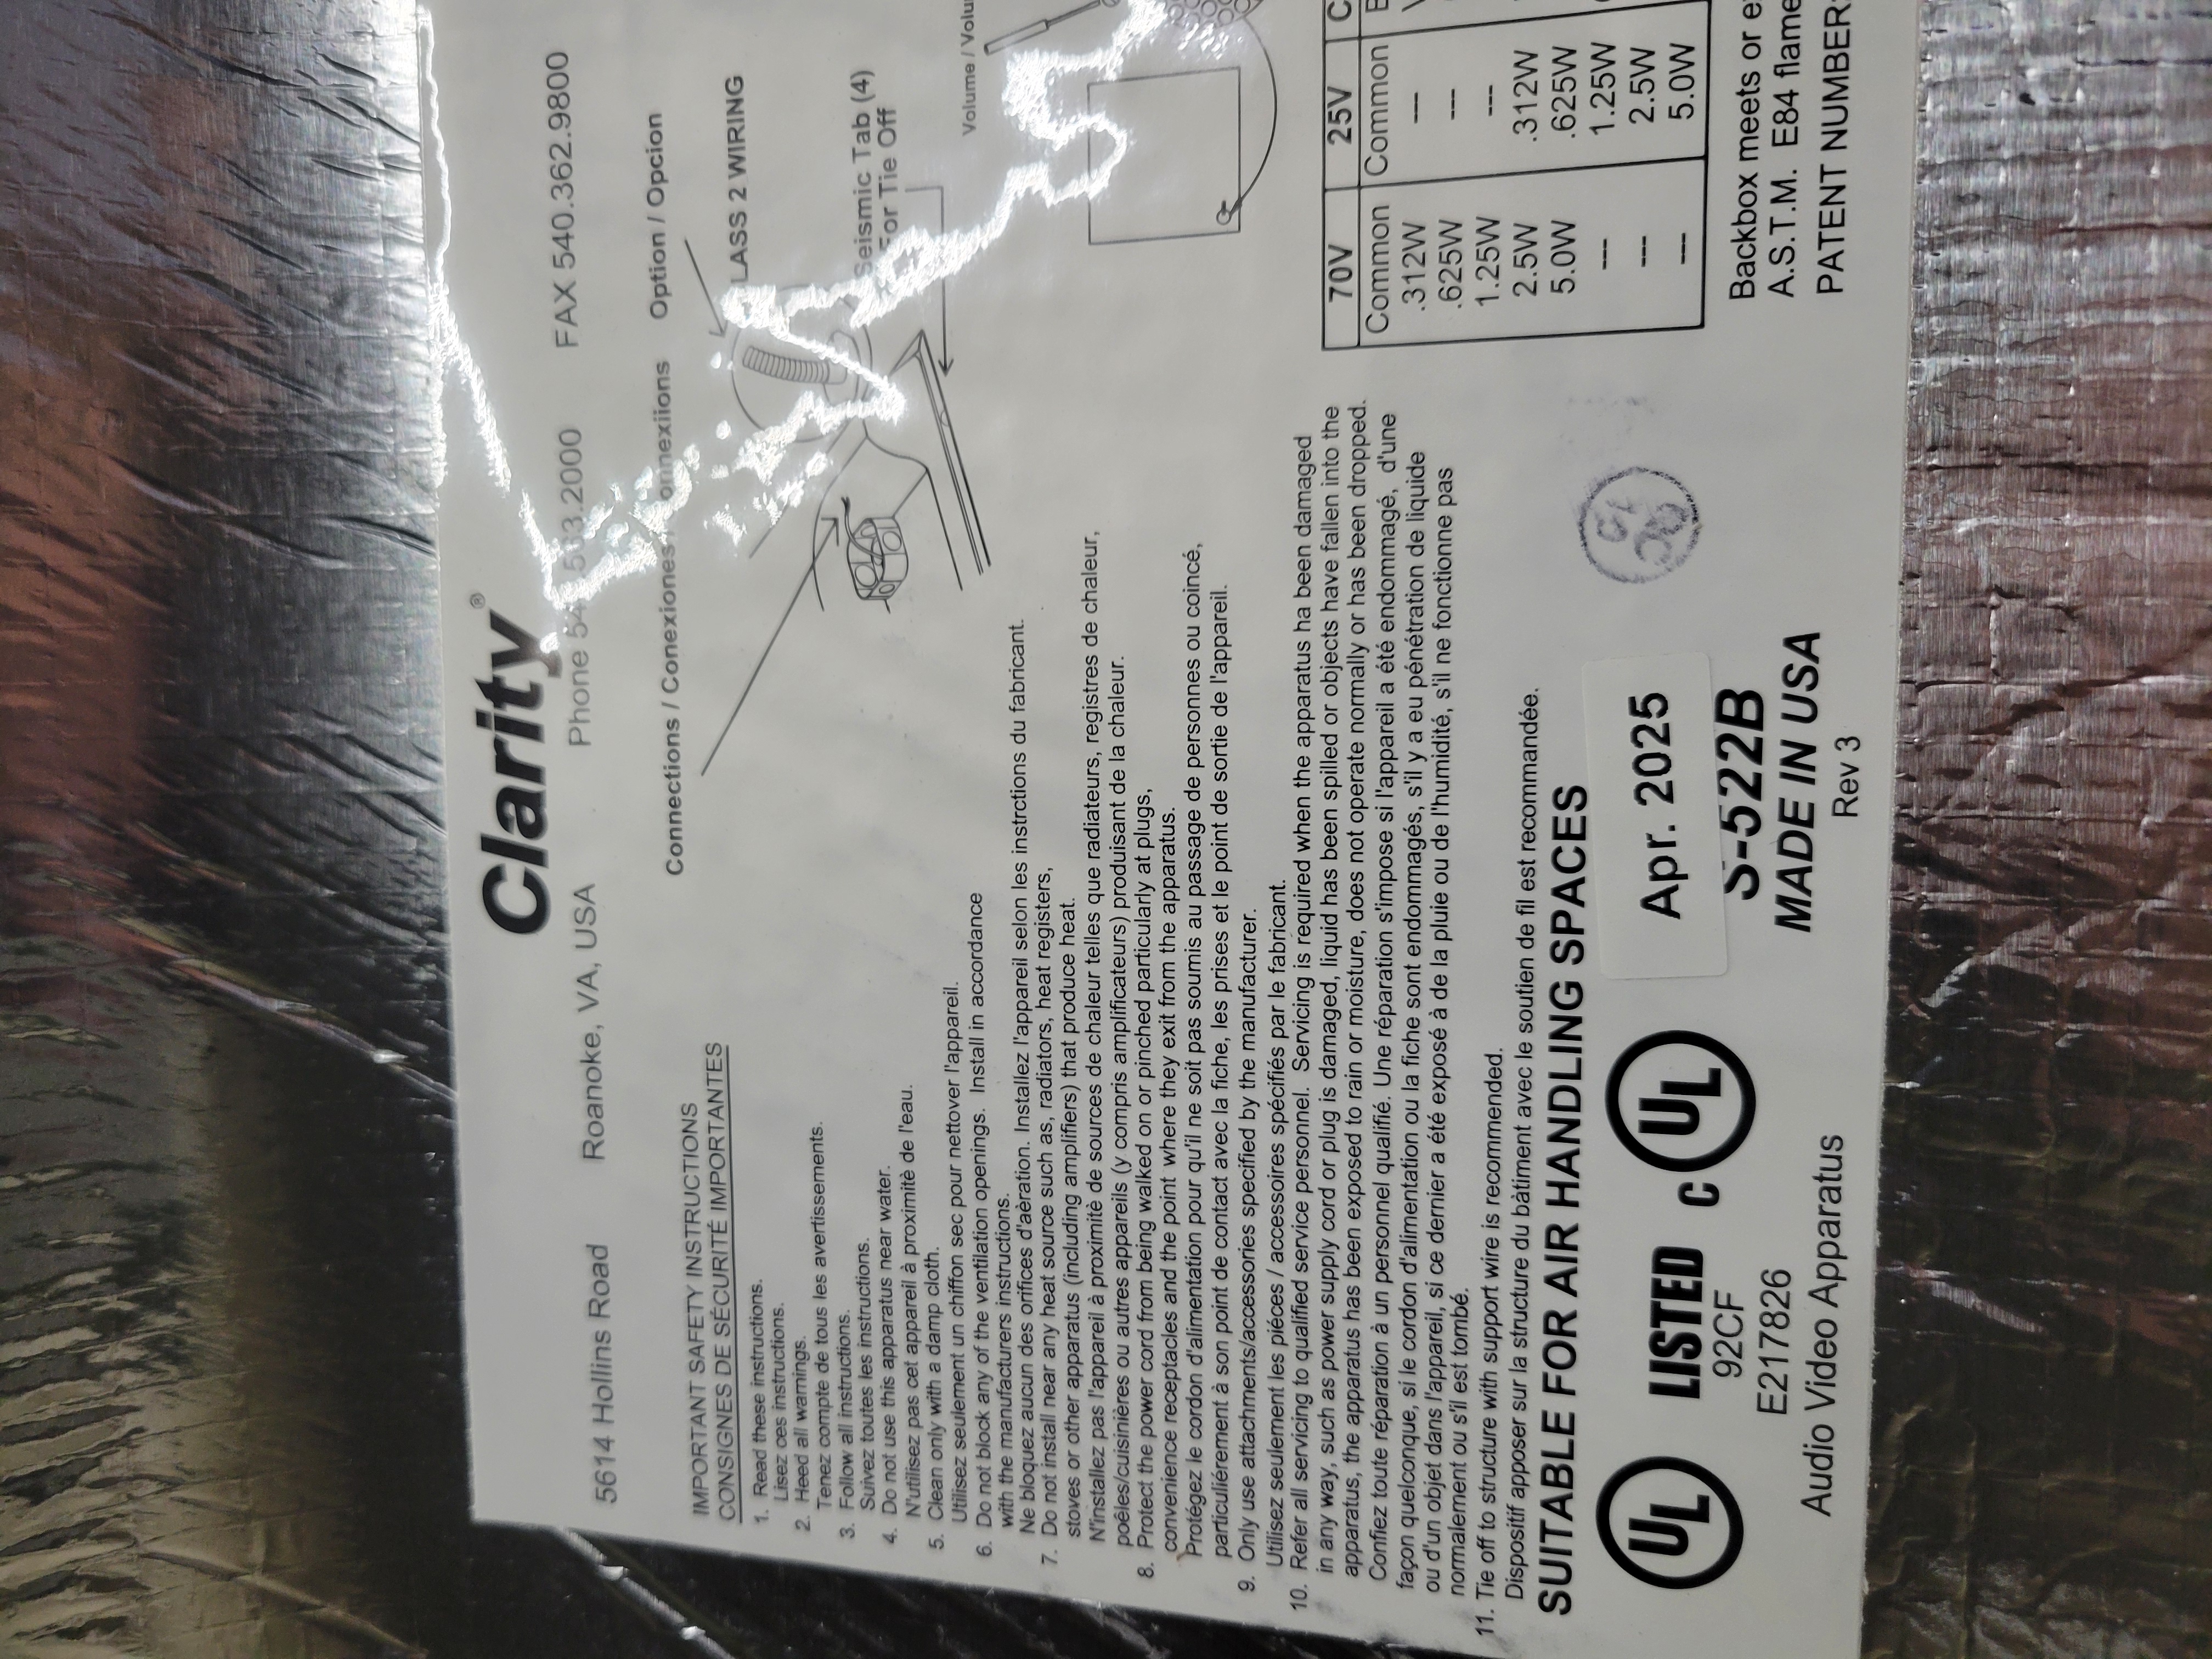 Clarity®
5614 Hollins Road Roanoke, VA, USA Phone FAX 540.362.9800
IMPORTANT SAFETY INSTRUCTIONS
CONSIGNES DE SÉCURITÉ IMPORTANTES
1. Read these instructions.
Lisez ces instructions.
2. Heed all warnings.
Tenez compte de tous les avertissements.
3. Follow all instructions.
Suivez toutes les instructions.
4. Do not use this apparatus near water.
N'utilisez pas cet appareil à proximitè de l'eau.
5. Clean only with a damp cloth.
Utilisez seulement un chiffon sec pour nettover l'appareil.
6. Do not block any of the ventilation openings. Install in accordance
with the manufacturers instructions.
Ne bloquez aucun des orifices d'aèration. Installez l'appareil selon les instrctions du fabricant.
7. Do not install near any heat source such as, radiators, heat registers,
stoves or other apparatus (including amplifiers) that produce heat.
N'installez pas l'appareil à proximité de sources de chaleur telles que radiateurs, registres de chaleur,
poêles/cuisinières ou autres appareils (y compris amplificateurs) produisant de la chaleur.
8. Protect the power cord from being walked on or pinched particularly at plugs,
convenience receptacles and the point where they exit from the apparatus.
Protégez le cordon d'alimentation pour qu'il ne soit pas soumis au passage de personnes ou coincé,
particuliérement à son point de contact avec la fiche, les prises et le point de sortie de l'appareil.
9. Only use attachments/accessories specified by the manufacturer.
Utilisez seulement les piéces / accessoires spécifiés par le fabricant.
10. Refer all servicing to qualified service personnel. Servicing is required when the apparatus ha been damaged
in any way, such as power supply cord or plug is damaged, liquid has been spilled or objects have fallen into the
apparatus, the apparatus has been exposed to rain or moisture, does not operate normally or has been dropped.
Confiez toute réparation à un personnel qualifié. Une réparation s'impose si l'appareil a été endommagé, d'une
façon quelconque, si le cordon d'alimentation ou la fiche sont endommagés, s'il y a eu pénétration de liquide
ou d'un objet dans l'appareil, si ce dernier a été exposé à de la pluie ou de l'humidité, s'il ne fonctionne pas
normalement ou s'il est tombé.
11. Tie off to structure with support wire is recommended.
Dispositif apposer sur la structure du bàtiment avec le soutien de fil est recommandée.
SUITABLE FOR AIR HANDLING SPACES
Connections / Conexiones Option / Opcion
CLASS 2 WIRING
Seismic Tab (4)
For Tie Off
Volume /
70V 25V
Common Common
.312W ---
.625W ---
1.25W ---
2.5W .312W
5.0W .625W
--- 1.25W
--- 2.5W
--- 5.0W
Backbox meets or
A.S.T.M. E84 flame
PATENT NUMBER
UL LISTED C UL
92CF
E217826
Audio Video Apparatus
Apr. 2025
S-522B
MADE IN USA
Rev 3